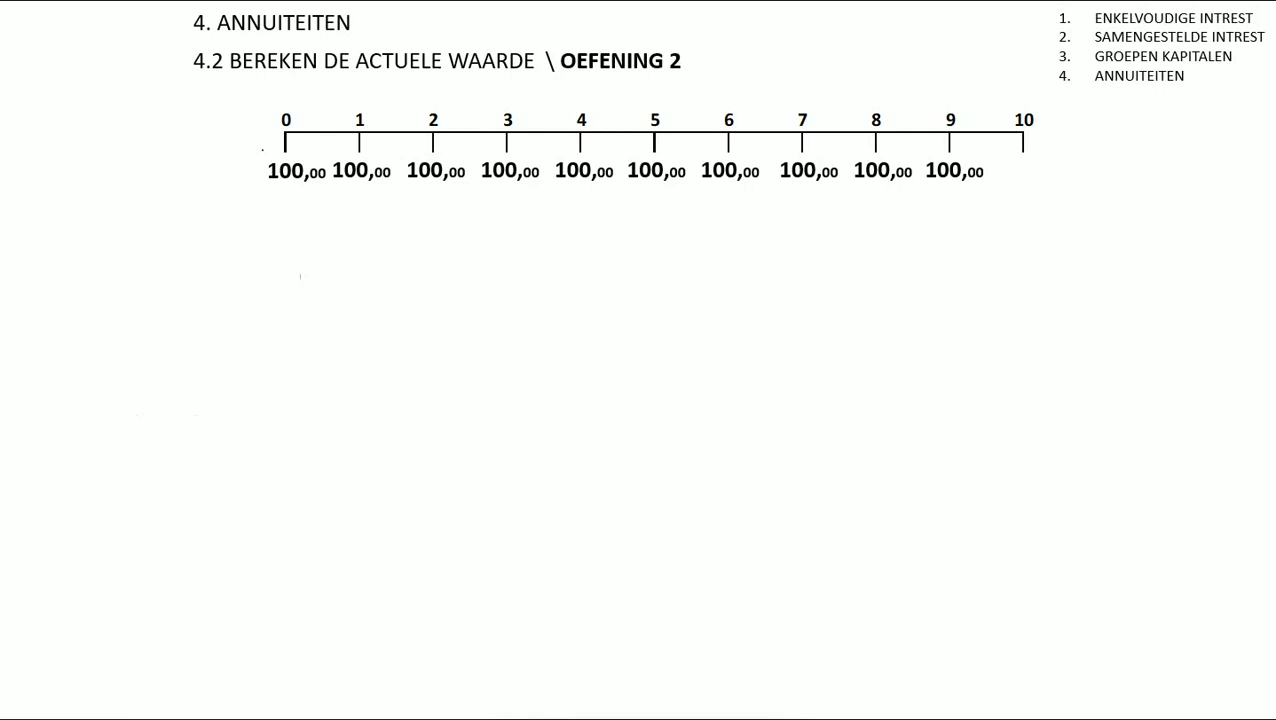 4. ANNUITEITEN
4.2 BEREKEN DE ACTUELE WAARDE \ OEFENING 2
1. ENKELVOUDIGE INTREST
2. SAMENGESTELDE INTREST
3. GROEPEN KAPITALEN
4. ANNUITEITEN
0 1 2 3 4 5 6 7 8 9 10
100,00 100,00 100,00 100,00 100,00 100,00 100,00 100,00 100,00 100,00